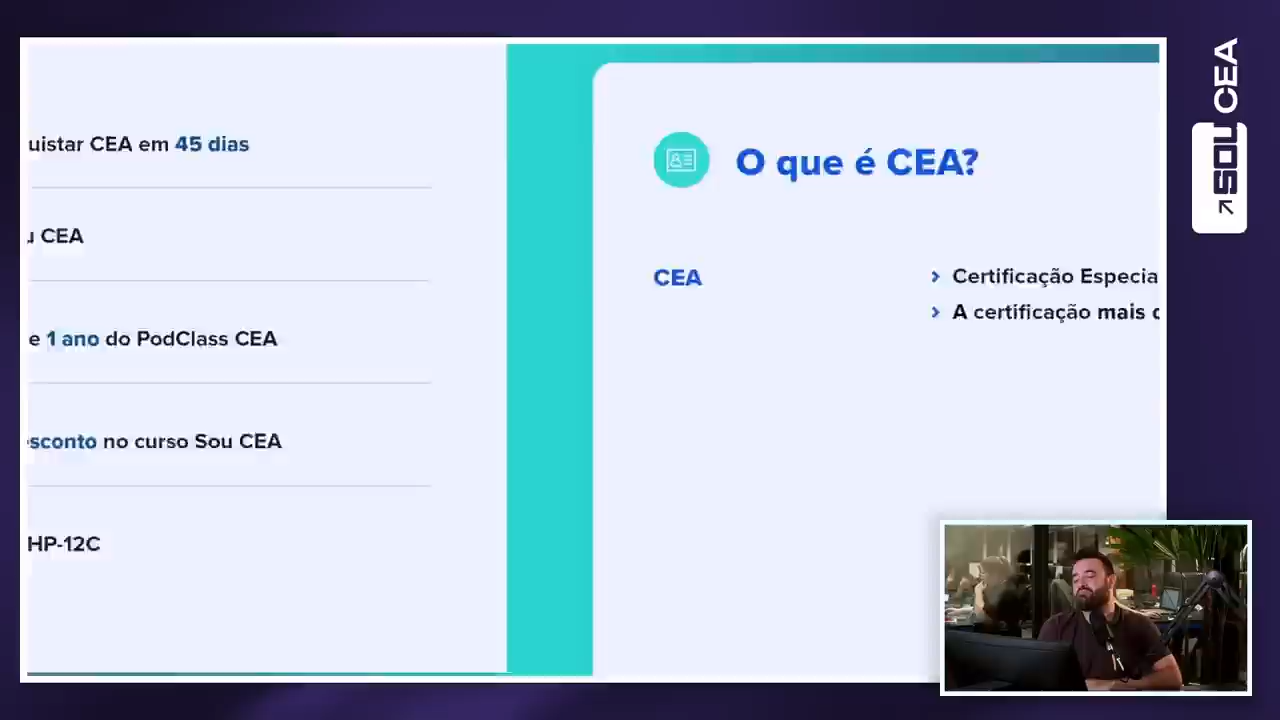 uistar CEA em 45 dias
u CEA
e 1 ano do PodClass CEA
sconto no curso Sou CEA
HP-12C
O que é CEA?
CEA
Certificação Especia
A certificação mais
SOU CEA